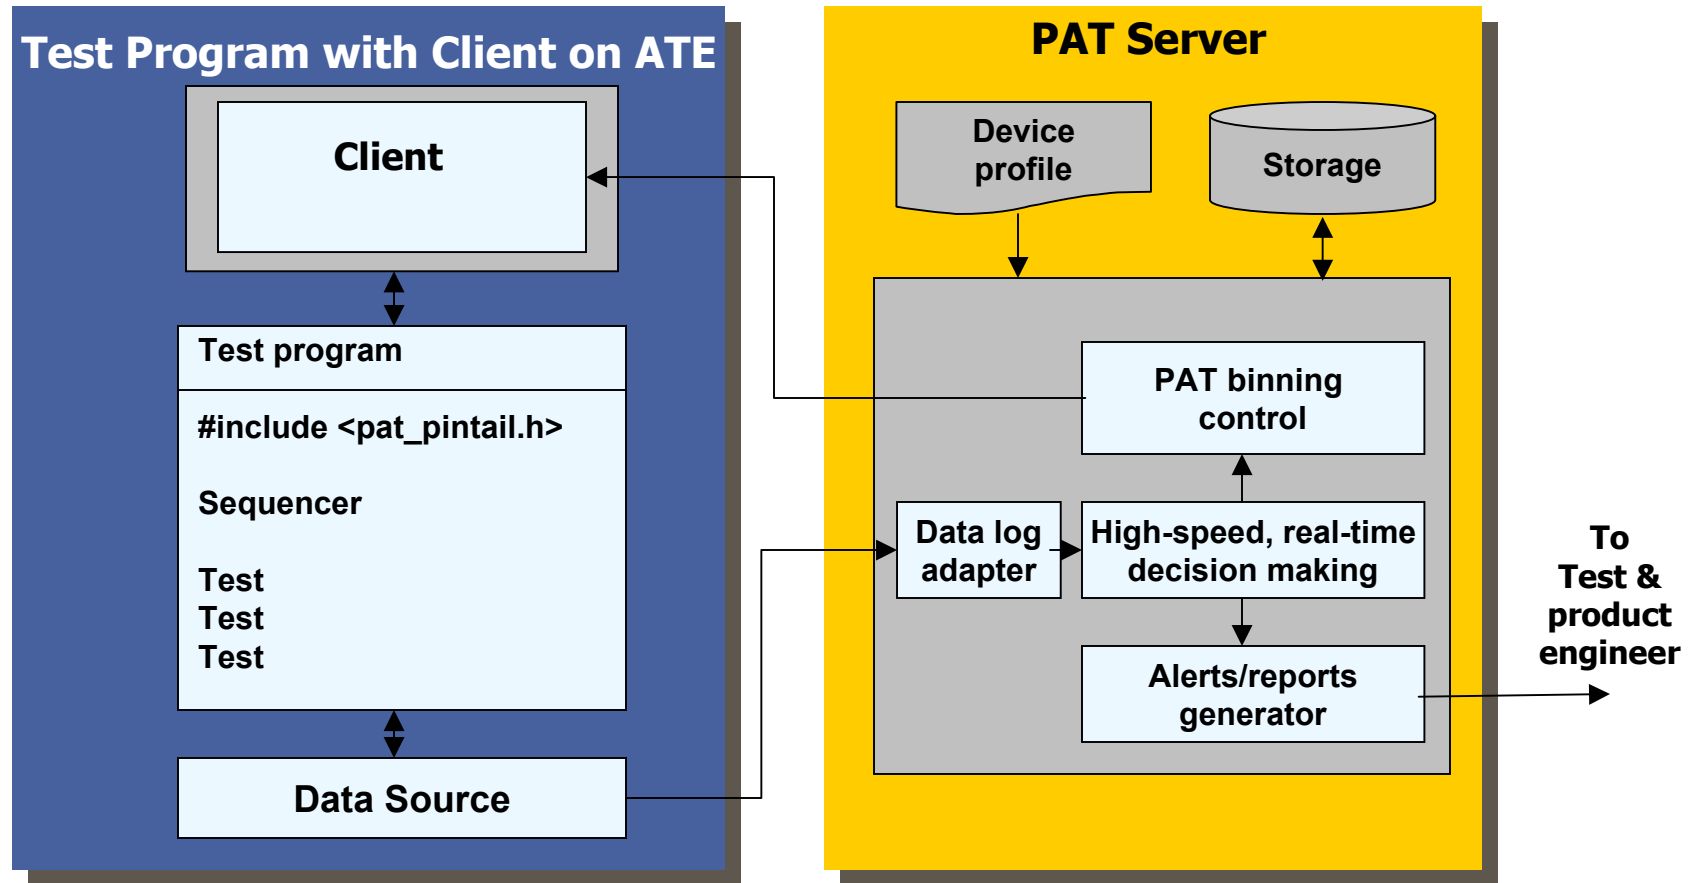 Test Program with Client on ATE
Client
Test program
#include <pat_pintail.h>
Sequencer
Test
Test
Test
Data Source
PAT Server
Device
profile
Storage
PAT binning
control
Data log
adapter
High-speed, real-time
decision making
Alerts/reports
generator
To
Test &
product
engineer